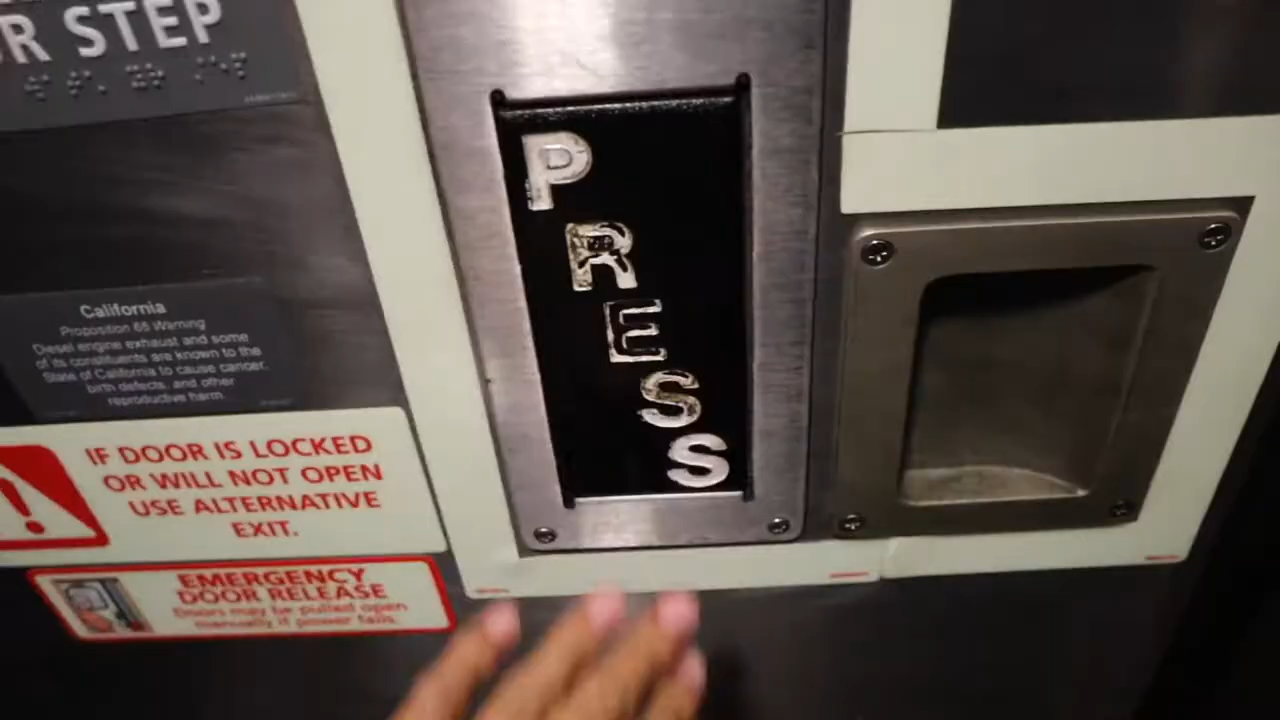 R STEP
California
Proposition 65 Warning
Diesel engine exhaust and some
of its constituents are known to the
State of California to cause cancer,
birth defects, and other
reproductive harm.
IF DOOR IS LOCKED
OR WILL NOT OPEN
USE ALTERNATIVE
EXIT.
EMERGENCY
DOOR RELEASE
Doors may be pulled open
manually if power fails.
PRESS